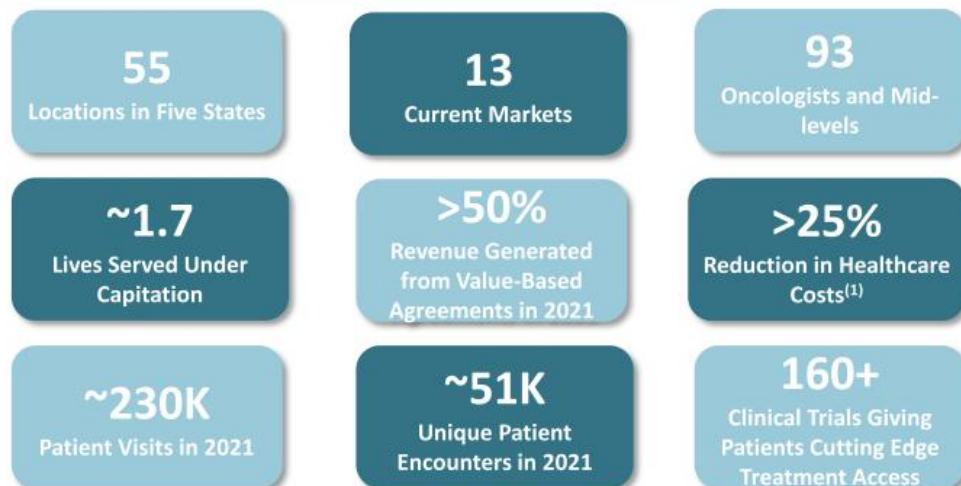 55
Locations in Five States
13
Current Markets
93
Oncologists and Mid-
levels
~1.7
Lives Served Under
Capitation
>50%
Revenue Generated
from Value-Based
Agreements in 2021
>25%
Reduction in Healthcare
Costs(1)
~230K
Patient Visits in 2021
~51K
Unique Patient
Encounters in 2021
160+
Clinical Trials Giving
Patients Cutting Edge
Treatment Access